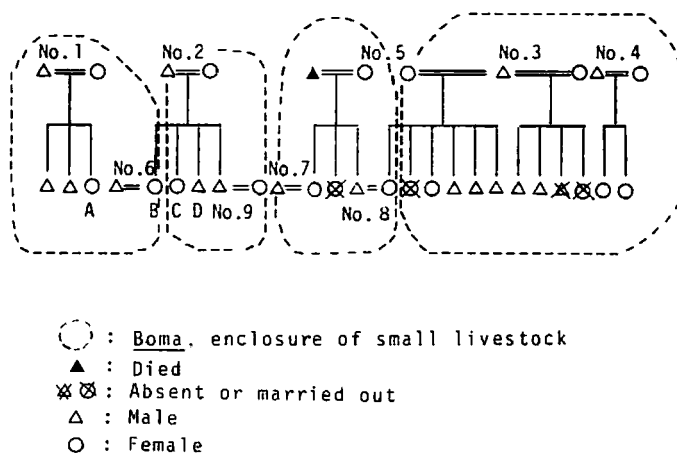 No.1 No.2 No.5 No.3 No.4
No.6 No.7
A B C D No.9 No.8
: Boma, enclosure of small livestock
: Died
: Absent or married out
: Male
: Female